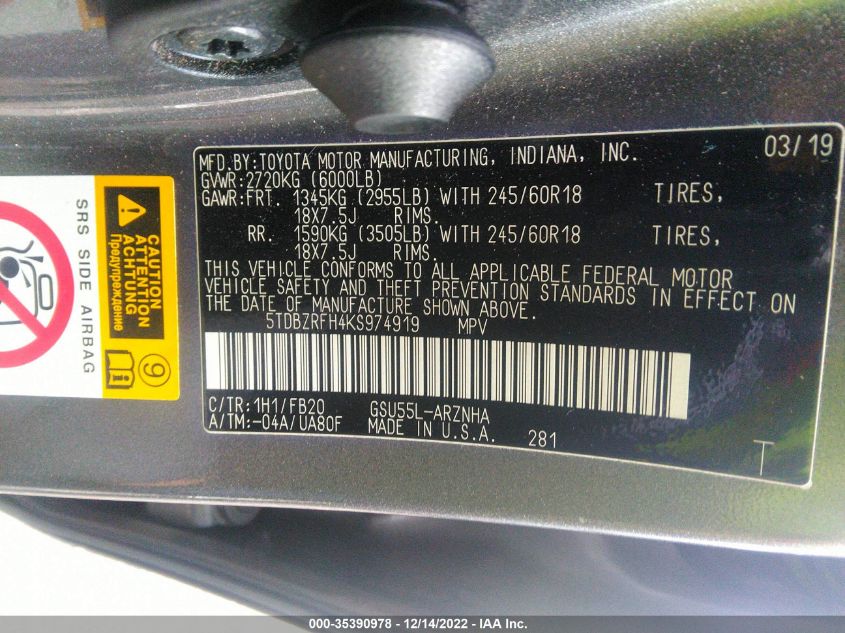 MFD.BY:TOYOTA MOTOR MANUFACTURING, INDIANA, INC. 03/19
GVWR:2720KG (6000LB)
GAWR:FRT. 1345KG (2955LB) WITH 245/60R18 TIRES,
18X7.5J RIMS.
RR. 1590KG (3505LB) WITH 245/60R18 TIRES,
18X7.5J RIMS.
THIS VEHICLE CONFORMS TO ALL APPLICABLE FEDERAL MOTOR
VEHICLE SAFETY AND THEFT PREVENTION STANDARDS IN EFFECT ON
THE DATE OF MANUFACTURE SHOWN ABOVE.
5TDBZRFH4KS974919 MPV
C/TR:1H1/FB20 GSU55L-ARZNHA
A/TM:-04A/UA80F MADE IN U.S.A. 281
T
SRS SIDE AIRBAG
CAUTION
ATTENTION
ACHTUNG
Предупреждение
i
9
000-35390978 - 12/14/2022 - IAA Inc.